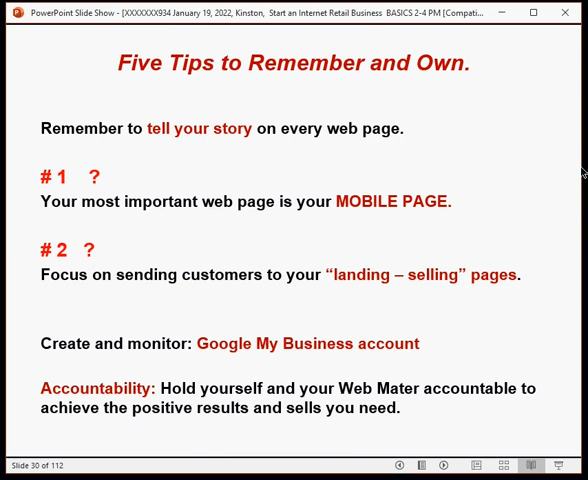 PowerPoint Slide Show - [XXXXXXX934 January 19, 2022, Kinston, Start an Internet Retail Business BASICS 2-4 PM [Compati...
Five Tips to Remember and Own.
Remember to tell your story on every web page.
# 1 ?
Your most important web page is your MOBILE PAGE.
# 2 ?
Focus on sending customers to your “landing – selling” pages.
Create and monitor: Google My Business account
Accountability: Hold yourself and your Web Mater accountable to
achieve the positive results and sells you need.
Slide 30 of 112